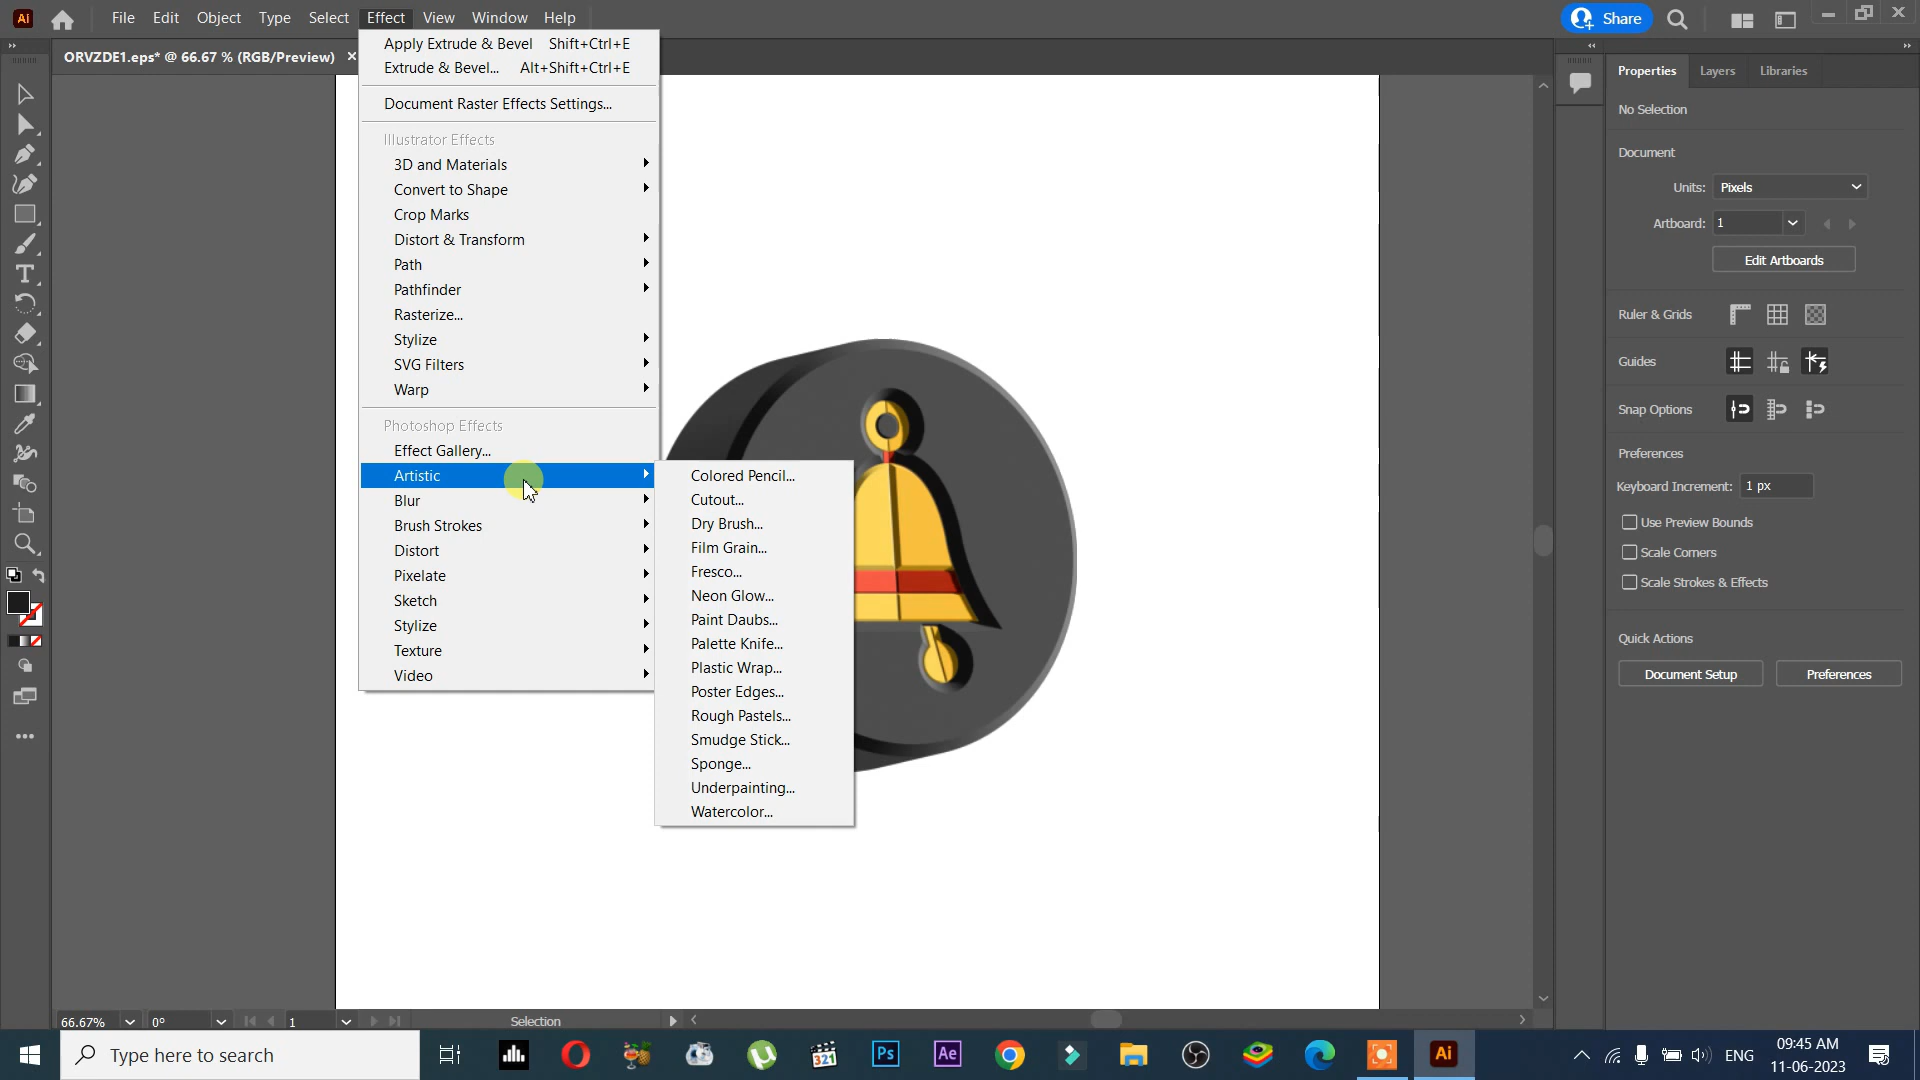 Ai File Edit Object Type Select Effect View Window Help Share
ORVZDE1.eps* @ 66.67 % (RGB/Preview) ×
Apply Extrude & Bevel Shift+Ctrl+E
Extrude & Bevel... Alt+Shift+Ctrl+E
Document Raster Effects Settings...
Illustrator Effects
3D and Materials
Convert to Shape
Crop Marks
Distort & Transform
Path
Pathfinder
Rasterize...
Stylize
SVG Filters
Warp
Photoshop Effects
Effect Gallery...
Artistic
Blur
Brush Strokes
Distort
Pixelate
Sketch
Stylize
Texture
Video
Colored Pencil...
Cutout...
Dry Brush...
Film Grain...
Fresco...
Neon Glow...
Paint Daubs...
Palette Knife...
Plastic Wrap...
Poster Edges...
Rough Pastels...
Smudge Stick...
Sponge...
Underpainting...
Watercolor...
Properties Layers Libraries
No Selection
Document
Units: Pixels
Artboard: 1
Edit Artboards
Ruler & Grids
Guides
Snap Options
Preferences
Keyboard Increment: 1 px
Use Preview Bounds
Scale Corners
Scale Strokes & Effects
Quick Actions
Document Setup Preferences
66.67% 0° 1 Selection
Type here to search
321 Ps Ae Ai
ENG
09:45 AM
11-06-2023